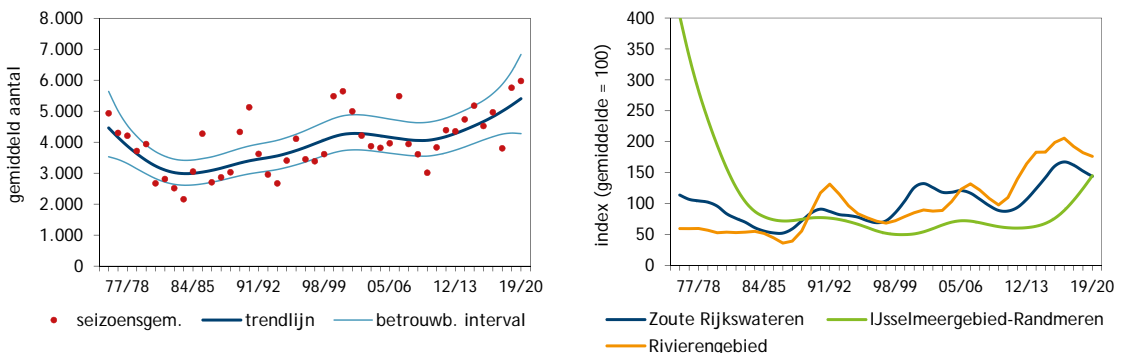 gemiddeld aantal
8.000
7.000
6.000
5.000
4.000
3.000
2.000
1.000
0
77/78 84/85 91/92 98/99 05/06 12/13 19/20
seizoensgem. trendlijn betrouwb. interval
index (gemiddelde = 100)
400
350
300
250
200
150
100
50
0
77/78 84/85 91/92 98/99 05/06 12/13 19/20
Zoute Rijkswateren IJsselmeergebied-Randmeren
Rivierengebied